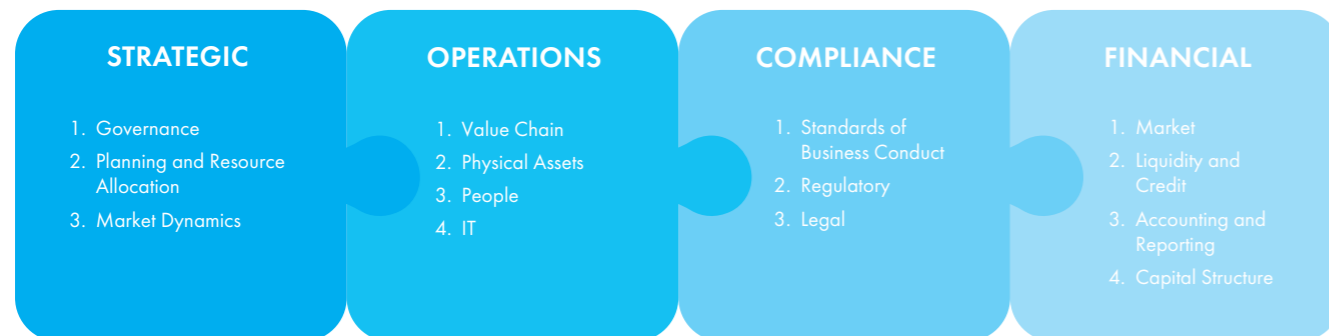 STRATEGIC
1. Governance
2. Planning and Resource
Allocation
3. Market Dynamics
OPERATIONS
1. Value Chain
2. Physical Assets
3. People
4. IT
COMPLIANCE
1. Standards of
Business Conduct
2. Regulatory
3. Legal
FINANCIAL
1. Market
2. Liquidity and
Credit
3. Accounting and
Reporting
4. Capital Structure